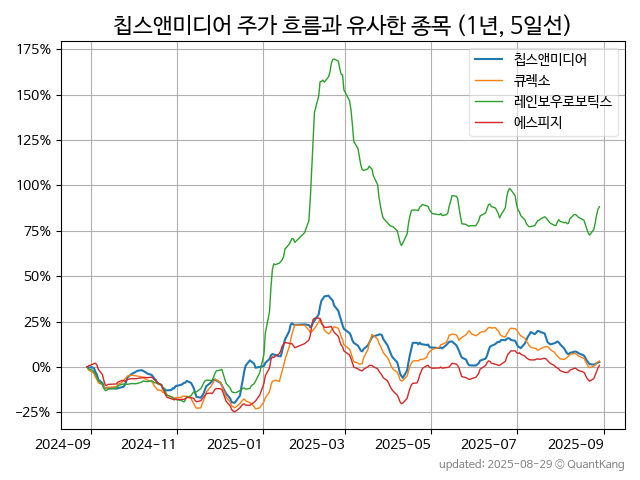 칩스앤미디어 주가 흐름과 유사한 종목 (1년, 5일선)
175%
150%
125%
100%
75%
50%
25%
0%
−25%
칩스앤미디어
큐렉소
레인보우로보틱스
에스피지
2024-09 2024-11 2025-01 2025-03 2025-05 2025-07 2025-09
updated: 2025-08-29 © QuantKang